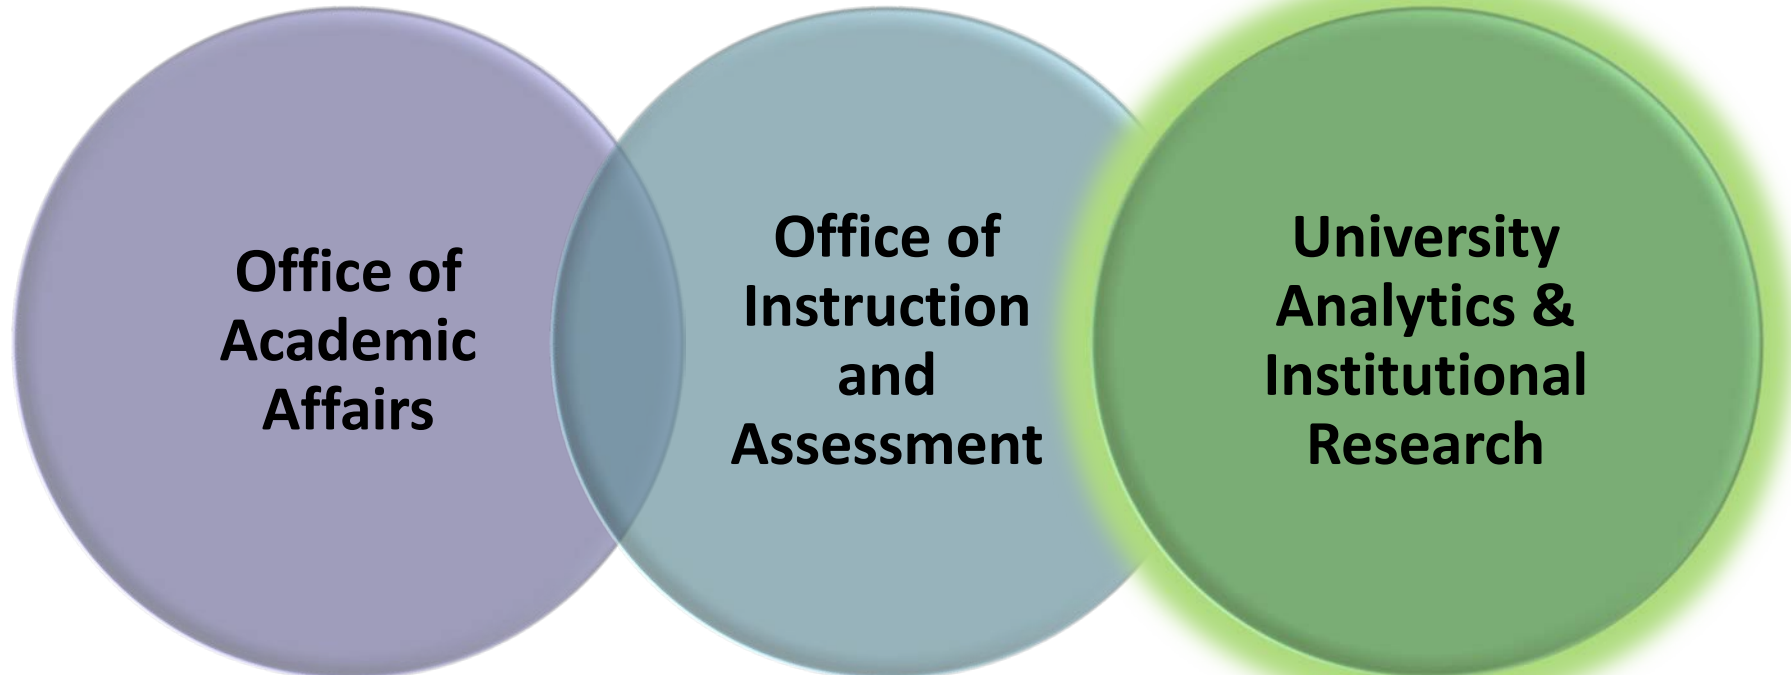 Office of
Academic
Affairs
Office of
Instruction
and
Assessment
University
Analytics &
Institutional
Research